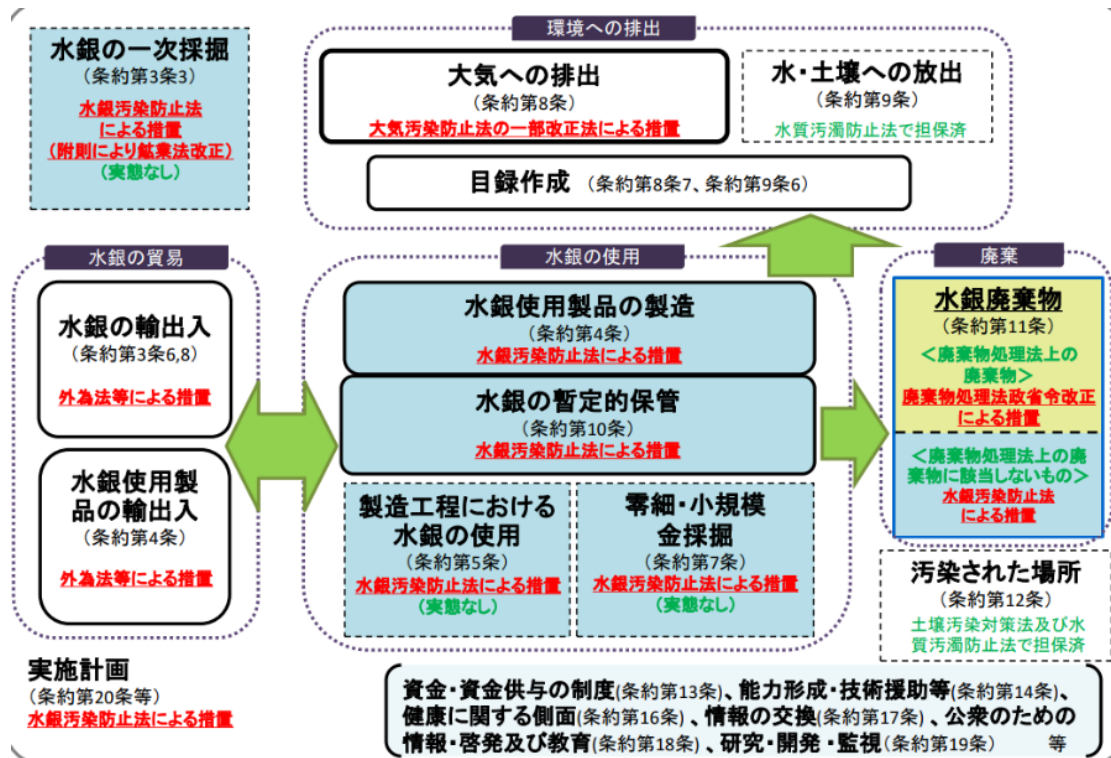 水銀の一次採掘
(条約第3条3)
水銀汚染防止法
による措置
(附則により鉱業法改正)
(実態なし)
環境への排出
大気への排出
(条約第8条)
大気汚染防止法の一部改正法による措置
水・土壌への放出
(条約第9条)
水質汚濁防止法で担保済
目録作成 (条約第8条7、条約第9条6)
水銀の貿易
水銀の輸出入
(条約第3条6,8)
外為法等による措置
水銀使用製
品の輸出入
(条約第4条)
外為法等による措置
水銀の使用
水銀使用製品の製造
(条約第4条)
水銀汚染防止法による措置
水銀の暫定的保管
(条約第10条)
水銀汚染防止法による措置
製造工程における
水銀の使用
(条約第5条)
水銀汚染防止法による措置
(実態なし)
零細・小規模
金採掘
(条約第7条)
水銀汚染防止法による措置
(実態なし)
廃棄
水銀廃棄物
(条約第11条)
<廃棄物処理法上の
廃棄物>
廃棄物処理法政省令改正
による措置
<廃棄物処理法上の廃
棄物に該当しないもの>
水銀汚染防止法
による措置
汚染された場所
(条約第12条)
土壌汚染対策法及び水
質汚濁防止法で担保済
実施計画
(条約第20条等)
水銀汚染防止法による措置
資金・資金供与の制度(条約第13条)、能力形成・技術援助等(条約第14条)、
健康に関する側面(条約第16条)、情報の交換(条約第17条)、公衆のための
情報・啓発及び教育(条約第18条)、研究・開発・監視(条約第19条) 等